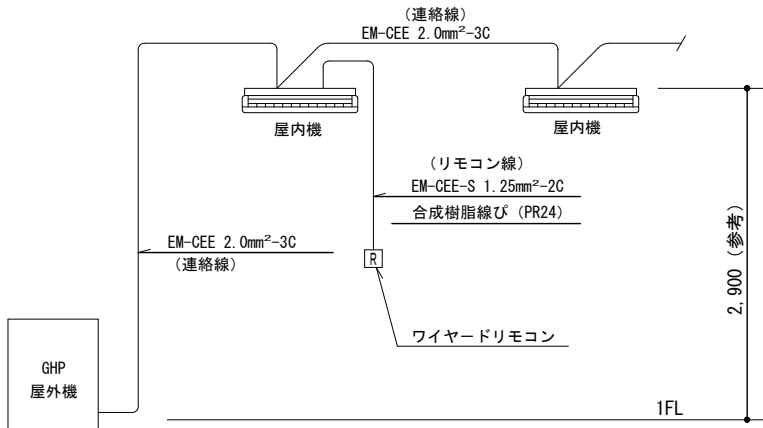 （連絡線）
EM-CEE 2.0mm²-3C
屋内機
屋内機
（リモコン線）
EM-CEE-S 1.25mm²-2C
合成樹脂線ぴ（PR24）
EM-CEE 2.0mm²-3C
（連絡線）
R
2,900（参考）
ワイヤードリモコン
GHP
屋外機
1FL